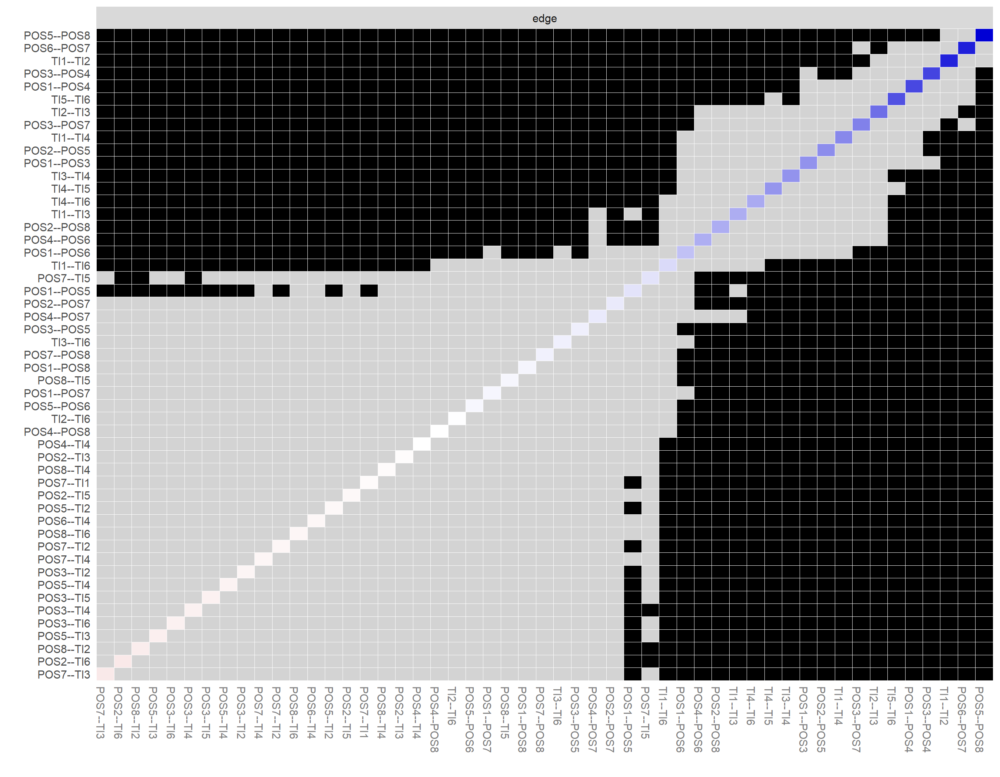 edge
POS5--POS8
POS6--POS7
TI1--TI2
POS3--POS4
POS1--POS4
TI5--TI6
TI2--TI3
POS3--POS7
TI1--TI4
POS2--POS5
POS1--POS3
TI3--TI4
TI4--TI5
TI4--TI6
TI1--TI3
POS2--POS8
POS4--POS6
POS1--POS6
TI1--TI6
POS7--TI5
POS1--POS5
POS2--POS7
POS4--POS7
POS3--POS5
TI3--TI6
POS7--POS8
POS1--POS8
POS8--TI5
POS1--POS7
POS5--POS6
TI2--TI6
POS4--POS8
POS4--TI4
POS2--TI3
POS8--TI4
POS7--TI1
POS2--TI5
POS5--TI2
POS6--TI4
POS8--TI6
POS7--TI2
POS7--TI4
POS3--TI2
POS5--TI4
POS3--TI5
POS3--TI4
POS3--TI6
POS5--TI3
POS8--TI2
POS2--TI6
POS7--TI3
POS7--TI3
POS2--TI6
POS8--TI2
POS5--TI3
POS3--TI6
POS3--TI4
POS3--TI5
POS5--TI4
POS3--TI2
POS7--TI4
POS7--TI2
POS8--TI6
POS6--TI4
POS5--TI2
POS2--TI5
POS7--TI1
POS8--TI4
POS2--TI3
POS4--TI4
POS4--POS8
TI2--TI6
POS5--POS6
POS1--POS7
POS8--TI5
POS1--POS8
POS7--POS8
TI3--TI6
POS3--POS5
POS4--POS7
POS2--POS7
POS1--POS5
POS7--TI5
TI1--TI6
POS1--POS6
POS4--POS6
POS2--POS8
TI1--TI3
TI4--TI6
TI4--TI5
TI3--TI4
POS1--POS3
POS2--POS5
TI1--TI4
POS3--POS7
TI2--TI3
TI5--TI6
POS1--POS4
POS3--POS4
TI1--TI2
POS6--POS7
POS5--POS8